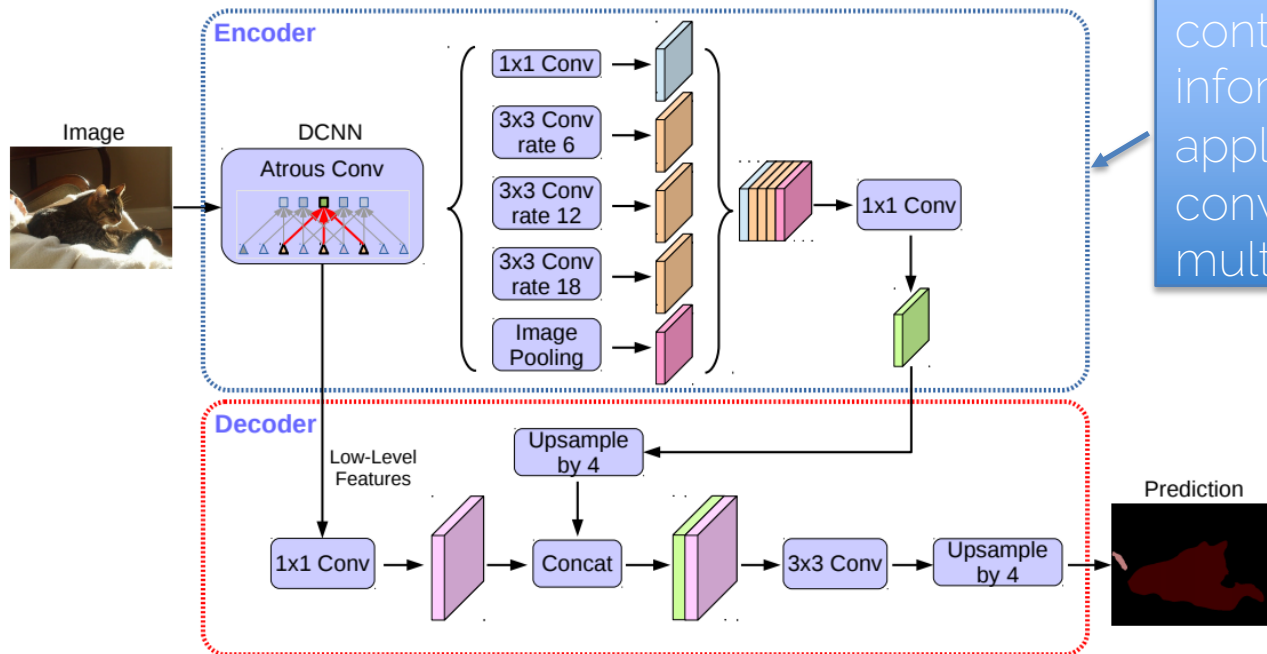 Encoder
Image
DCNN
Atrous Conv
1x1 Conv
3x3 Conv
rate 6
3x3 Conv
rate 12
3x3 Conv
rate 18
Image
Pooling
1x1 Conv
Decoder
Low-Level
Features
Upsample
by 4
1x1 Conv
Concat
3x3 Conv
Upsample
by 4
Prediction